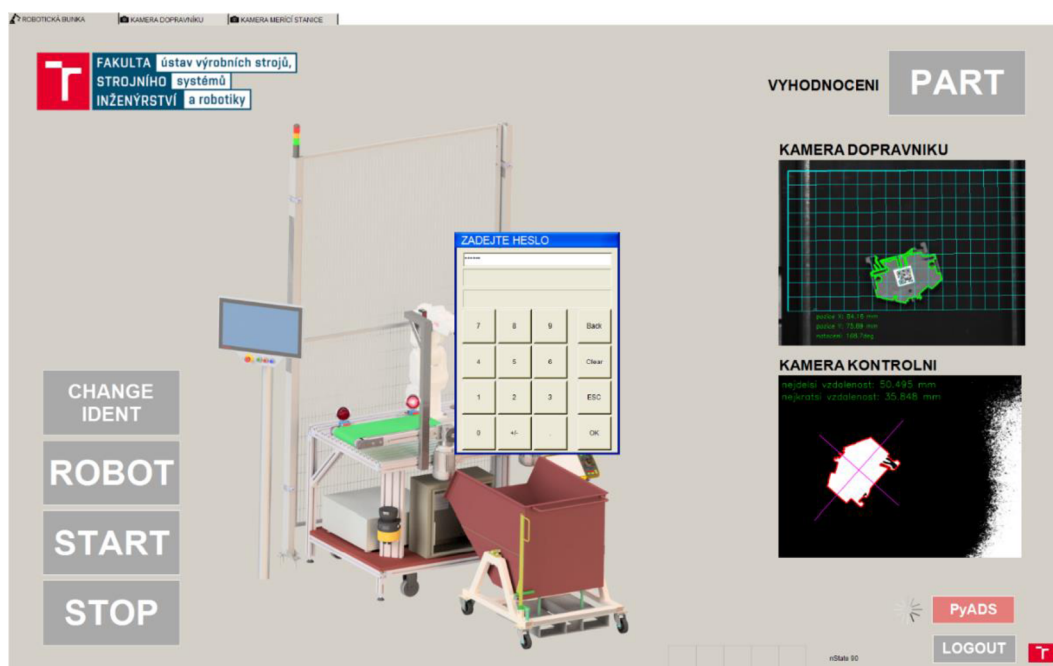 ROBOTICKÁ BUNKA
KAMERA DOPRAVNÍKU
KAMERA MERÍCÍ STANICE
FAKULTA ústav výrobních strojů,
STROJNÍHO systémů
INŽENÝRSTVÍ a robotiky
VYHODNOCENI
PART
KAMERA DOPRAVNIKU
ZADEJTE HESLO
******
7 8 9 Back
4 5 6 Clear
1 2 3 ESC
0 +/- . OK
KAMERA KONTROLNI
nejdelsi vzdalenost: 50.495 mm
nejkratsi vzdalenost: 35.848 mm
CHANGE
IDENT
ROBOT
START
STOP
PyADS
LOGOUT
nState 90